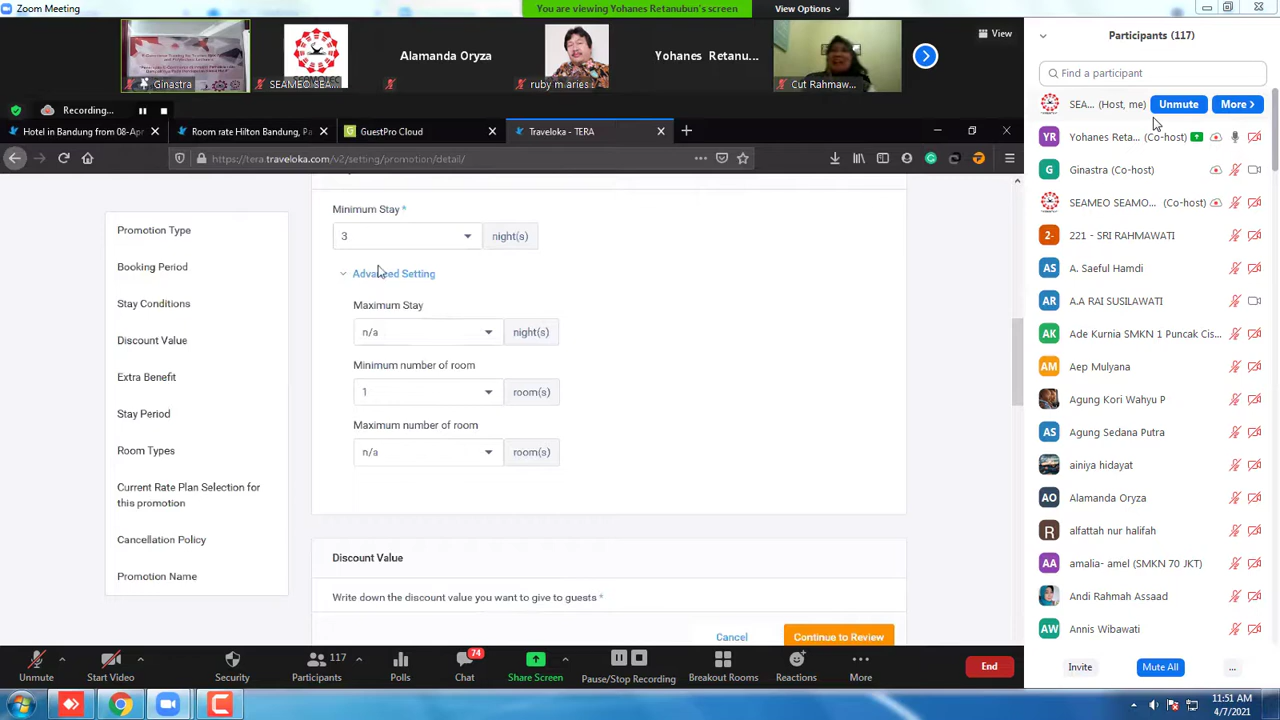 Zoom Meeting
You are viewing Yohanes Retanubun's screen
View Options
Ginastra
SEAMEO SEA...
Alamanda Oryza
ruby m aries
Yohanes Retanu...
Cut Rahmaw...
View
Recording...
Hotel in Bandung from 08-Apr
Room rate Hilton Bandung, Pa
GuestPro Cloud
Traveloka - TERA
https://tera.traveloka.com/v2/setting/promotion/detail/
Promotion Type
Booking Period
Stay Conditions
Discount Value
Extra Benefit
Stay Period
Room Types
Current Rate Plan Selection for
this promotion
Cancellation Policy
Promotion Name
Minimum Stay *
3 night(s)
Advanced Setting
Maximum Stay
n/a night(s)
Minimum number of room
1 room(s)
Maximum number of room
n/a room(s)
Discount Value
Write down the discount value you want to give to guests *
Cancel
Continue to Review
Participants (117)
Find a participant
SEA... (Host, me) Unmute More
YR Yohanes Reta... (Co-host)
G Ginastra (Co-host)
SEAMEO SEAMO... (Co-host)
2- 221 - SRI RAHMAWATI
AS A. Saeful Hamdi
AR A.A RAI SUSILAWATI
AK Ade Kurnia SMKN 1 Puncak Cis...
AM Aep Mulyana
Agung Kori Wahyu P
AS Agung Sedana Putra
ainiya hidayat
AO Alamanda Oryza
R alfattah nur halifah
AA amalia- amel (SMKN 70 JKT)
Andi Rahmah Assaad
AW Annis Wibawati
Invite
Mute All
...
Unmute
Start Video
Security
117
Participants
Polls
74
Chat
Share Screen
Pause/Stop Recording
Breakout Rooms
Reactions
More
End
11:51 AM
4/7/2021